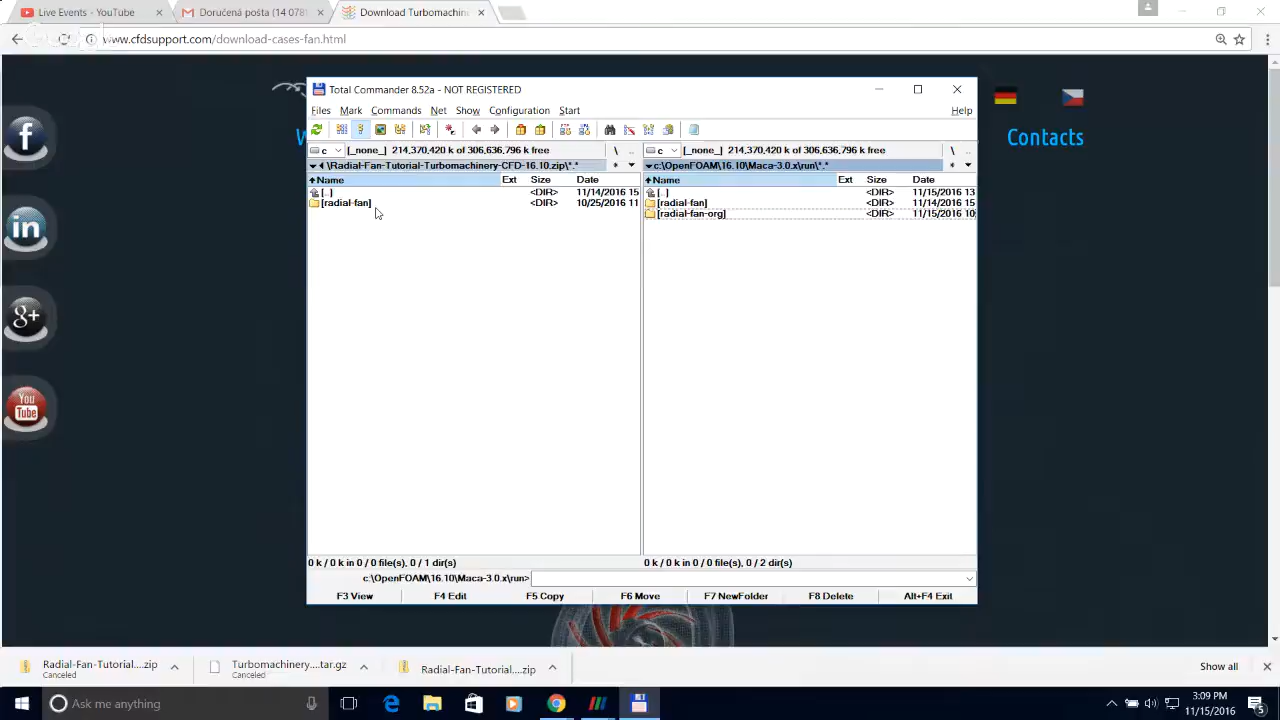 Live Events - YouTube
Doručená pošta (14 078)
Download Turbomachin
www.cfdsupport.com/download-cases-fan.html
W
Contacts
f
in
g+
You
Tube
Total Commander 8.52a - NOT REGISTERED
Files Mark Commands Net Show Configuration Start Help
c [_none_] 214,370,420 k of 306,636,796 k free \ ..
c [_none_] 214,370,420 k of 306,636,796 k free \ ..
\Radial-Fan-Tutorial-Turbomachinery-CFD-16.10.zip\*.* *
c:\OpenFOAM\16.10\Maca-3.0.x\run\*.* *
Name Ext Size Date
Name Ext Size Date
[..] <DIR> 11/14/2016 15
[..] <DIR> 11/15/2016 13
[radial-fan] <DIR> 10/25/2016 11
[radial-fan] <DIR> 11/14/2016 15
[radial-fan-org] <DIR> 11/15/2016 10
0 k / 0 k in 0 / 0 file(s), 0 / 1 dir(s)
0 k / 0 k in 0 / 0 file(s), 0 / 2 dir(s)
c:\OpenFOAM\16.10\Maca-3.0.x\run>
F3 View F4 Edit F5 Copy F6 Move F7 NewFolder F8 Delete Alt+F4 Exit
Radial-Fan-Tutorial....zip
Canceled
Turbomachinery....tar.gz
Canceled
Radial-Fan-Tutorial....zip
Show all
Ask me anything
3:09 PM
11/15/2016
5